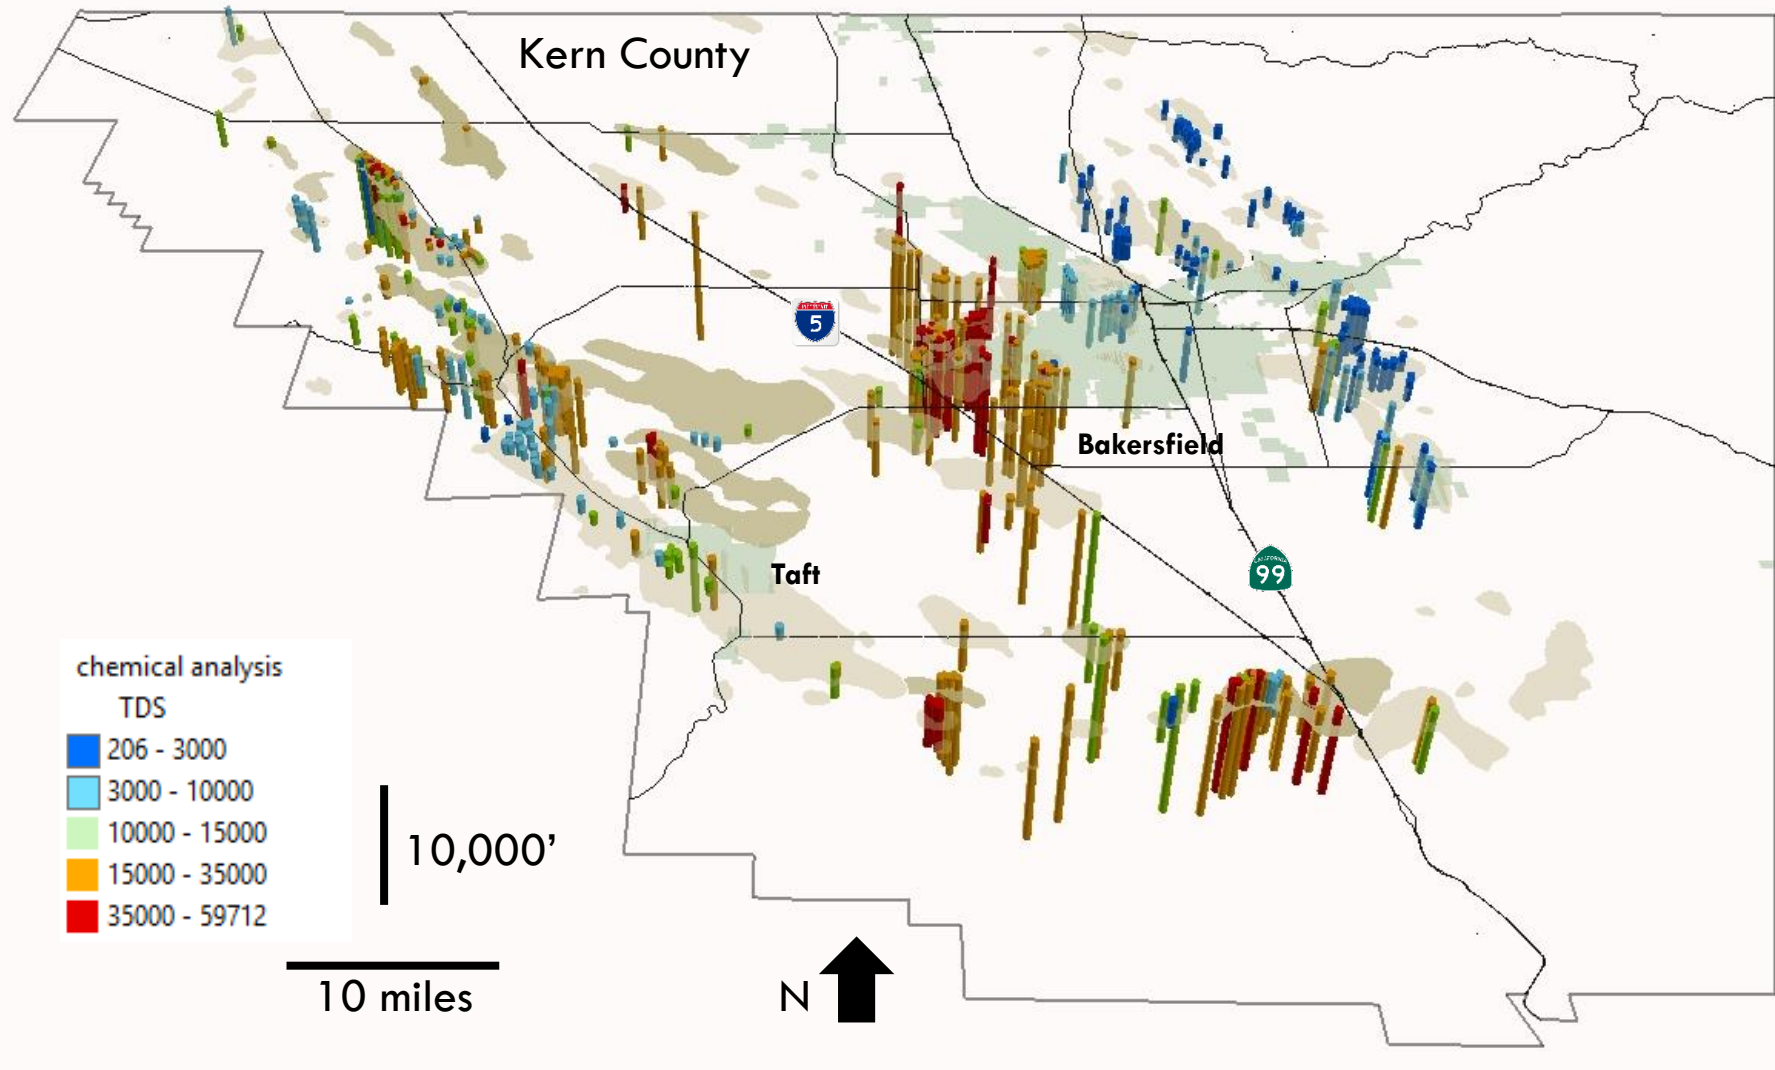 Kern County
5
Bakersfield
99
Taft
chemical analysis
TDS
206 - 3000
3000 - 10000
10000 - 15000
15000 - 35000
35000 - 59712
10,000’
10 miles
N